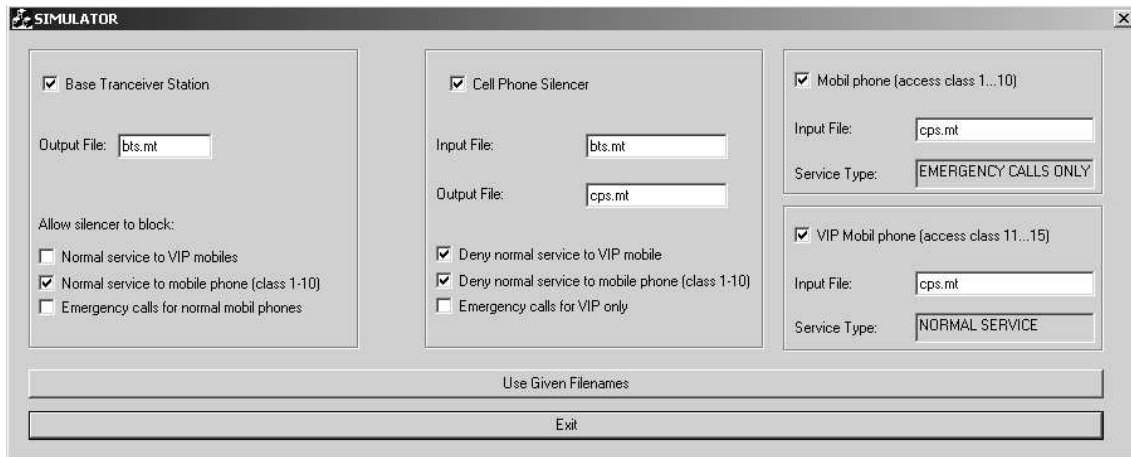 SIMULATOR
Base Tranceiver Station
Output File: bts.mt
Allow silencer to block:
Normal service to VIP mobiles
Normal service to mobile phone (class 1-10)
Emergency calls for normal mobil phones
Cell Phone Silencer
Input File: bts.mt
Output File: cps.mt
Deny normal service to VIP mobile
Deny normal service to mobile phone (class 1-10)
Emergency calls for VIP only
Mobil phone (access class 1...10)
Input File: cps.mt
Service Type: EMERGENCY CALLS ONLY
VIP Mobil phone (access class 11...15)
Input File: cps.mt
Service Type: NORMAL SERVICE
Use Given Filenames
Exit